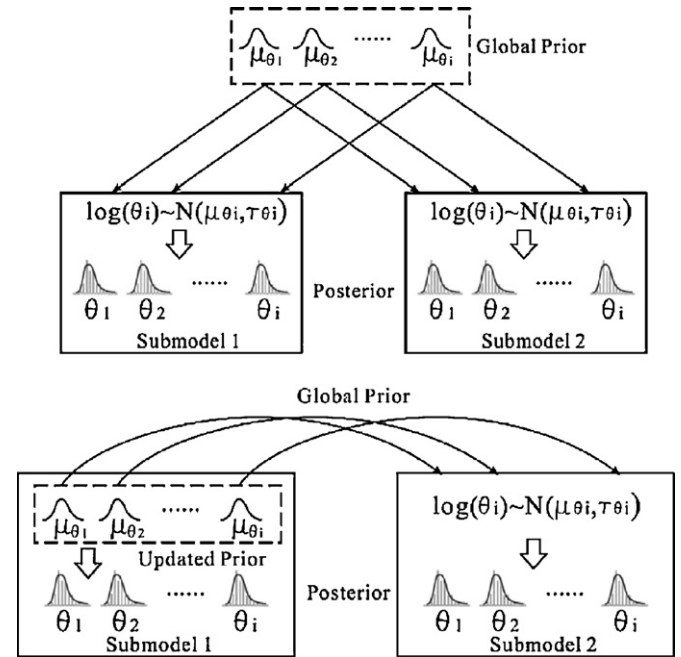 μθ1 μθ2 ······ μθi Global Prior
log(θi)~N(μθi,τθi) log(θi)~N(μθi,τθi)
θ1 θ2 ······ θi Posterior θ1 θ2 ······ θi
Submodel 1 Submodel 2
Global Prior
μθ1 μθ2 ······ μθi log(θi)~N(μθi,τθi)
Updated Prior
θ1 θ2 ······ θi Posterior θ1 θ2 ······ θi
Submodel 1 Submodel 2